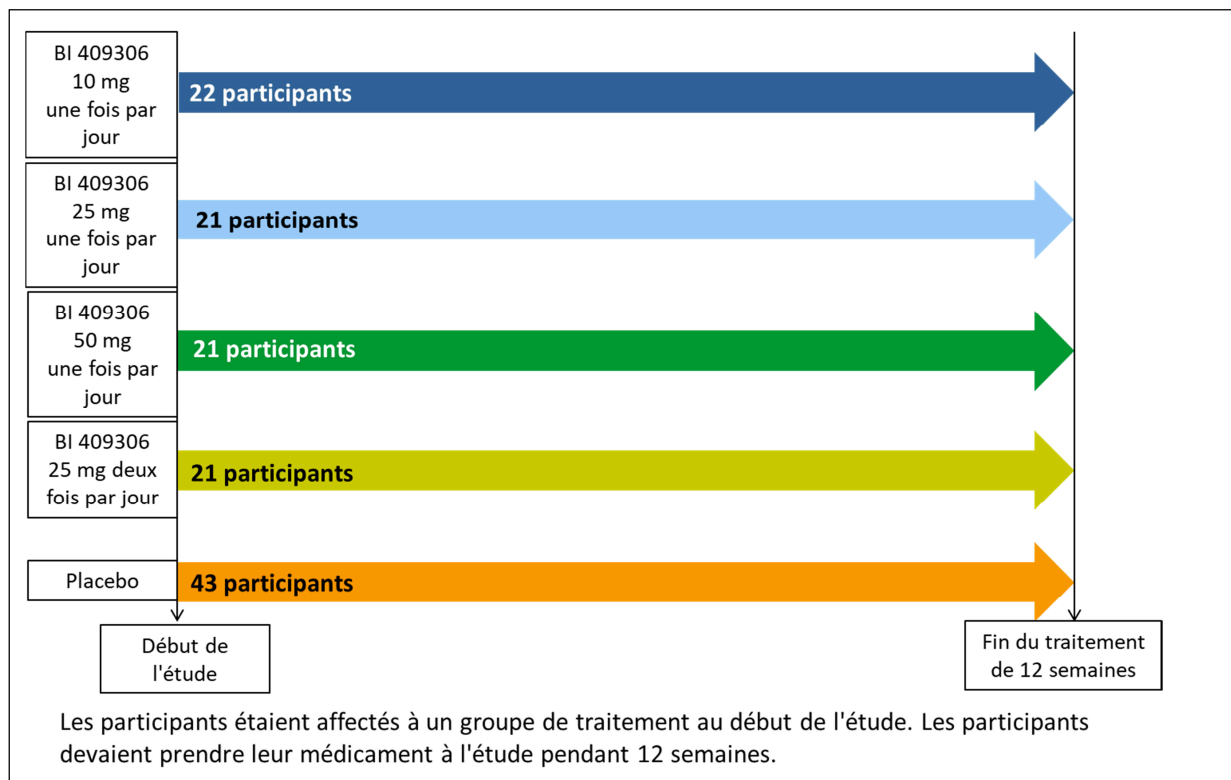 BI 409306
10 mg
une fois par
jour
22 participants
BI 409306
25 mg
une fois par
jour
21 participants
BI 409306
50 mg
une fois par
jour
21 participants
BI 409306
25 mg deux
fois par jour
21 participants
Placebo
43 participants
Début de
l'étude
Fin du traitement
de 12 semaines
Les participants étaient affectés à un groupe de traitement au début de l'étude. Les participants
devaient prendre leur médicament à l'étude pendant 12 semaines.